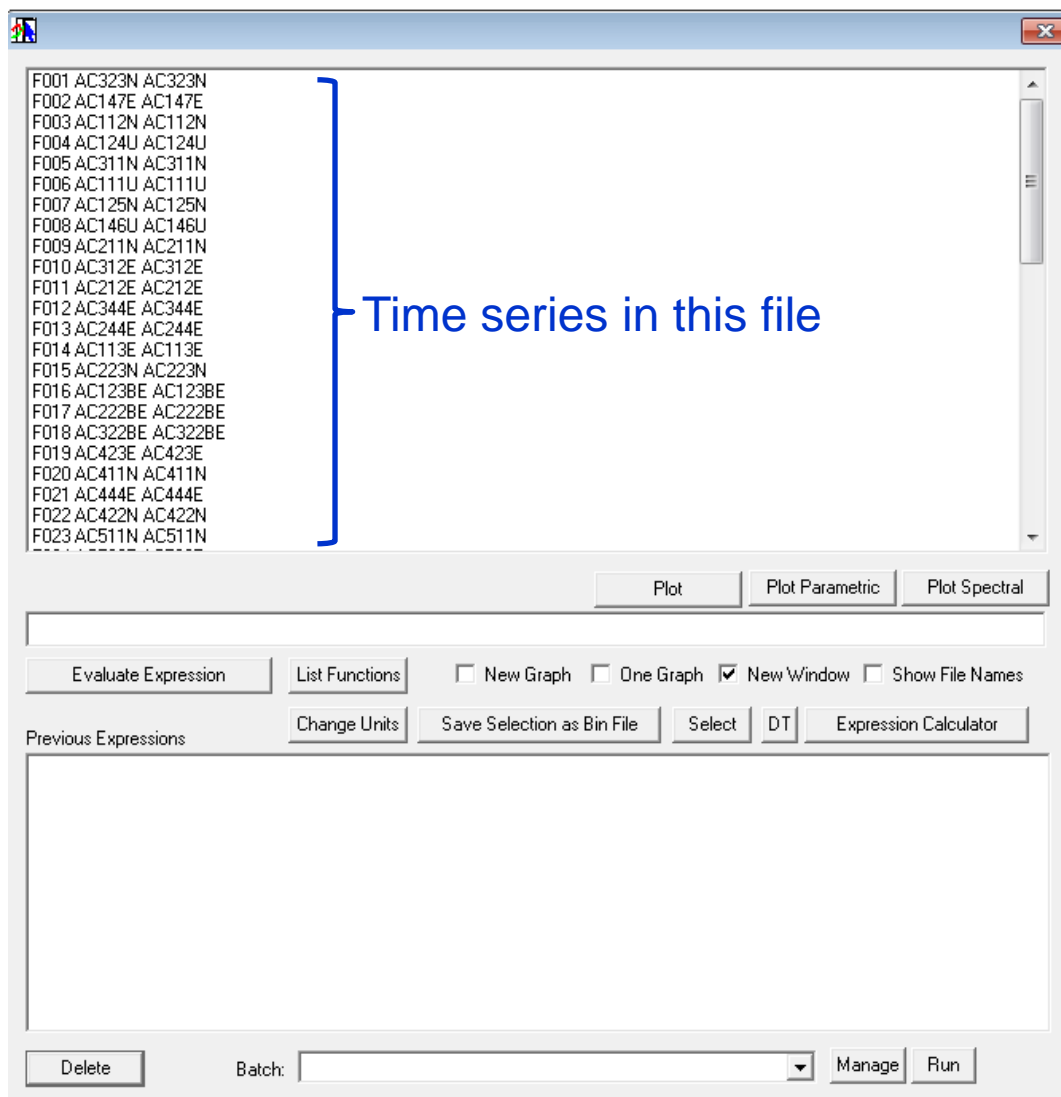 F001 AC323N AC323N
F002 AC147E AC147E
F003 AC112N AC112N
F004 AC124U AC124U
F005 AC311N AC311N
F006 AC111U AC111U
F007 AC125N AC125N
F008 AC146U AC146U
F009 AC211N AC211N
F010 AC312E AC312E
F011 AC212E AC212E
F012 AC344E AC344E
F013 AC244E AC244E
F014 AC113E AC113E
F015 AC223N AC223N
F016 AC123BE AC123BE
F017 AC222BE AC222BE
F018 AC322BE AC322BE
F019 AC423E AC423E
F020 AC411N AC411N
F021 AC444E AC444E
F022 AC422N AC422N
F023 AC511N AC511N
Time series in this file
Plot Plot Parametric Plot Spectral
Evaluate Expression List Functions New Graph One Graph New Window Show File Names
Previous Expressions Change Units Save Selection as Bin File Select DT Expression Calculator
Delete Batch: Manage Run